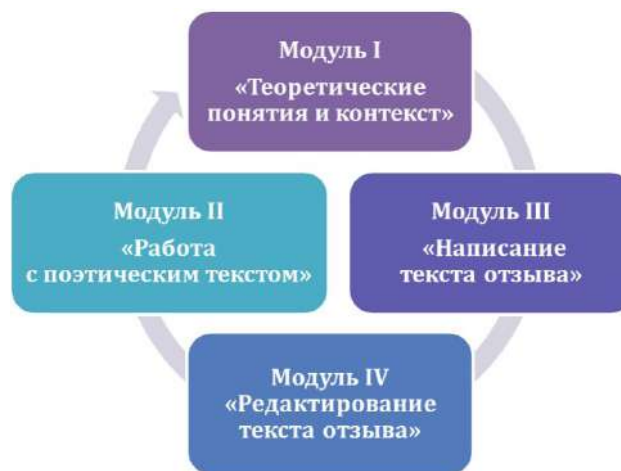 Модуль I
«Теоретические
понятия и контекст»
Модуль II
«Работа
с поэтическим текстом»
Модуль III
«Написание
текста отзыва»
Модуль IV
«Редактирование
текста отзыва»